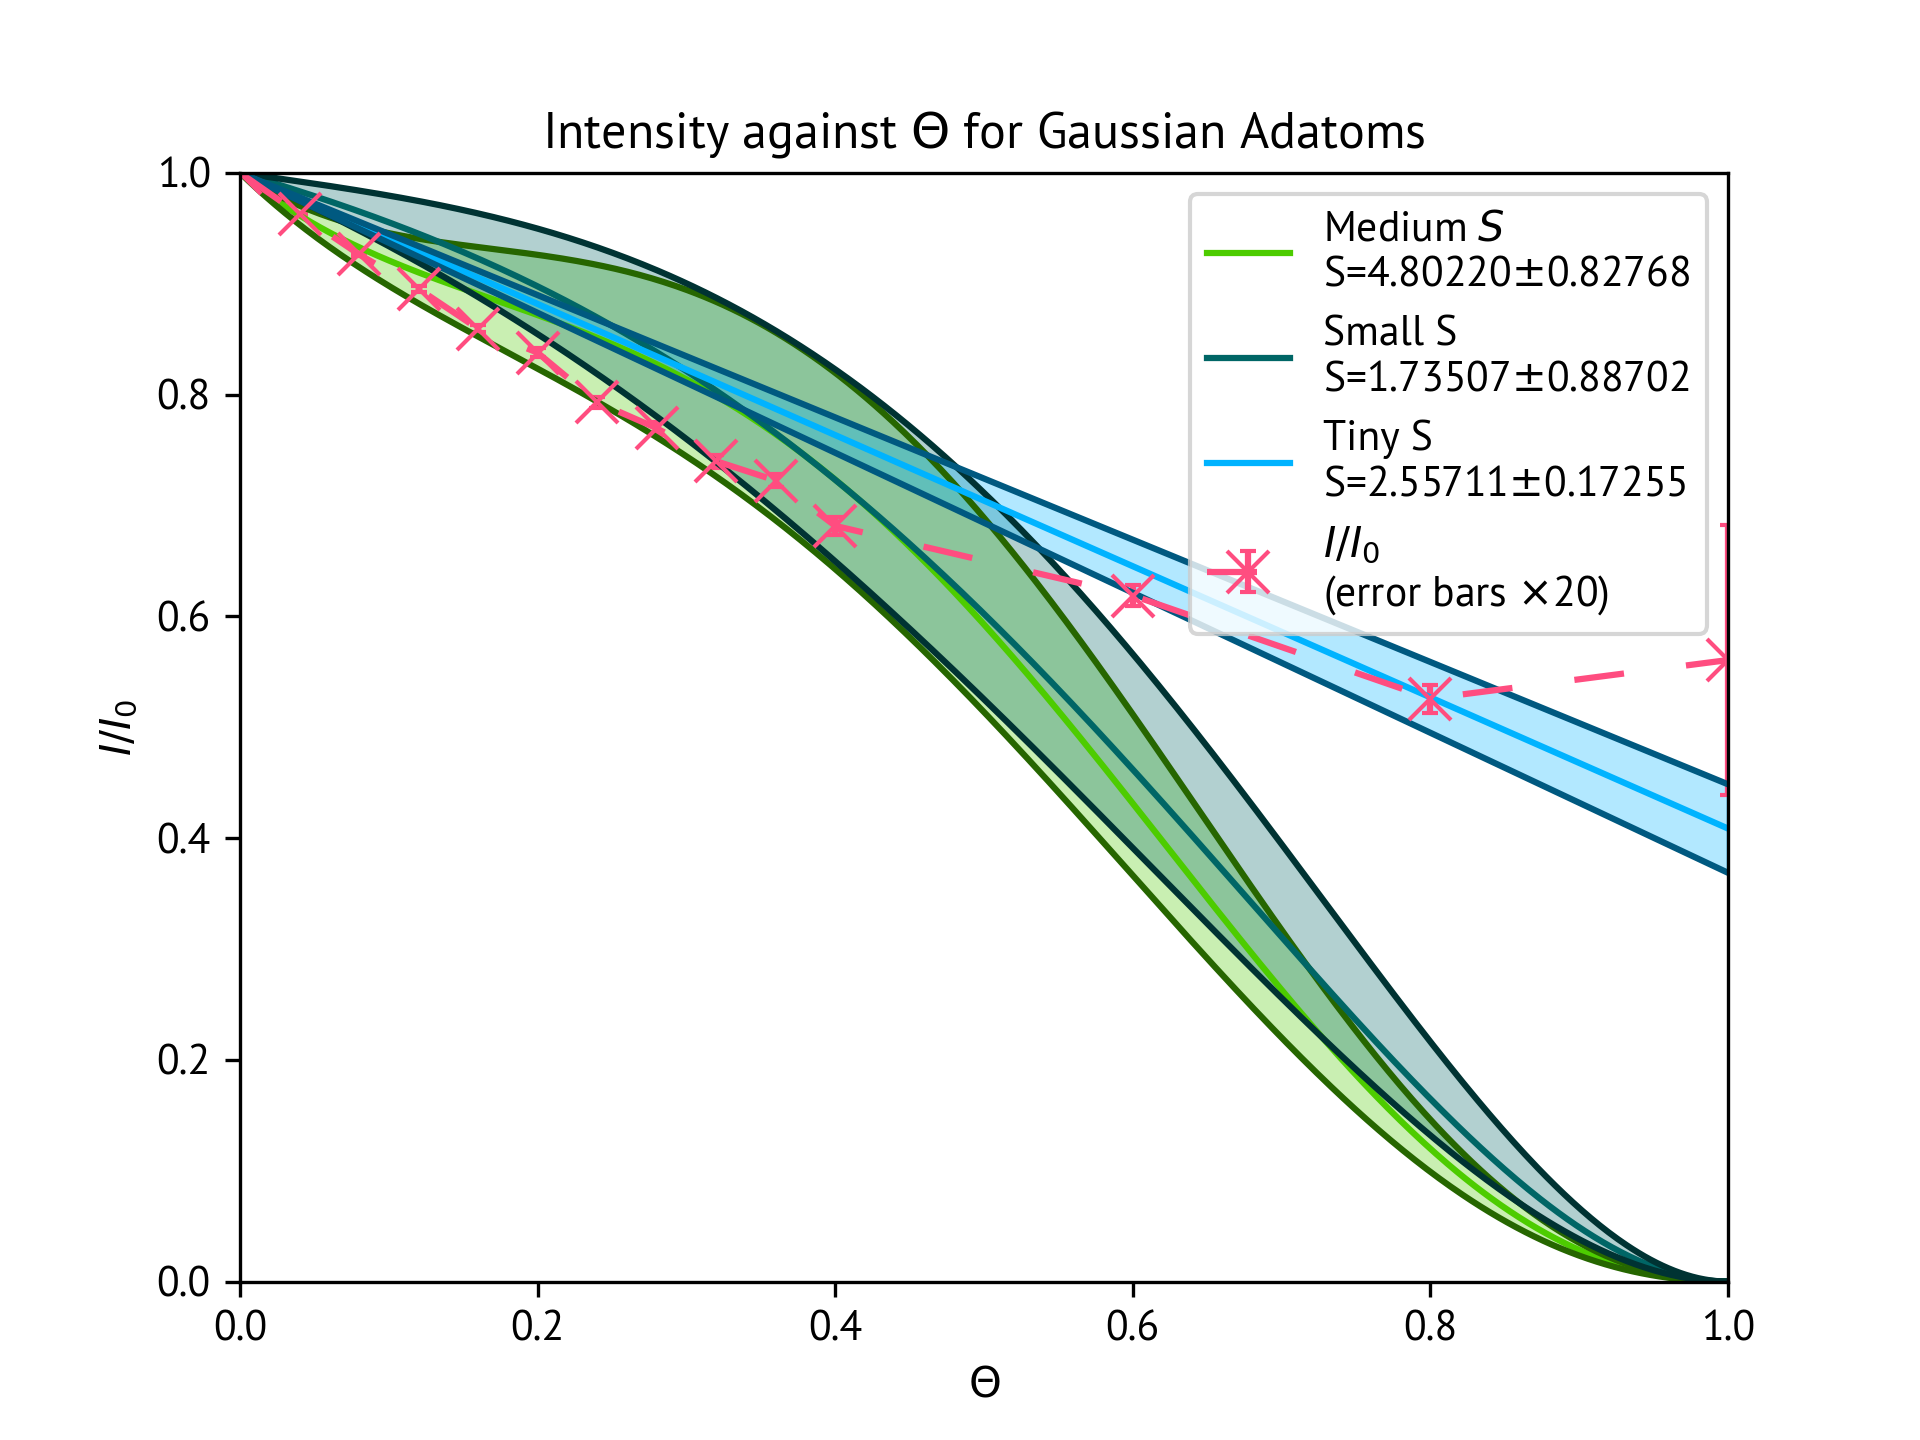 Intensity against Θ for Gaussian Adatoms
1.0
0.8
0.6
0.4
0.2
0.0
I/I₀
Medium S
S=4.80220±0.82768
Small S
S=1.73507±0.88702
Tiny S
S=2.55711±0.17255
I/I₀
(error bars ×20)
0.0 0.2 0.4 0.6 0.8 1.0
Θ